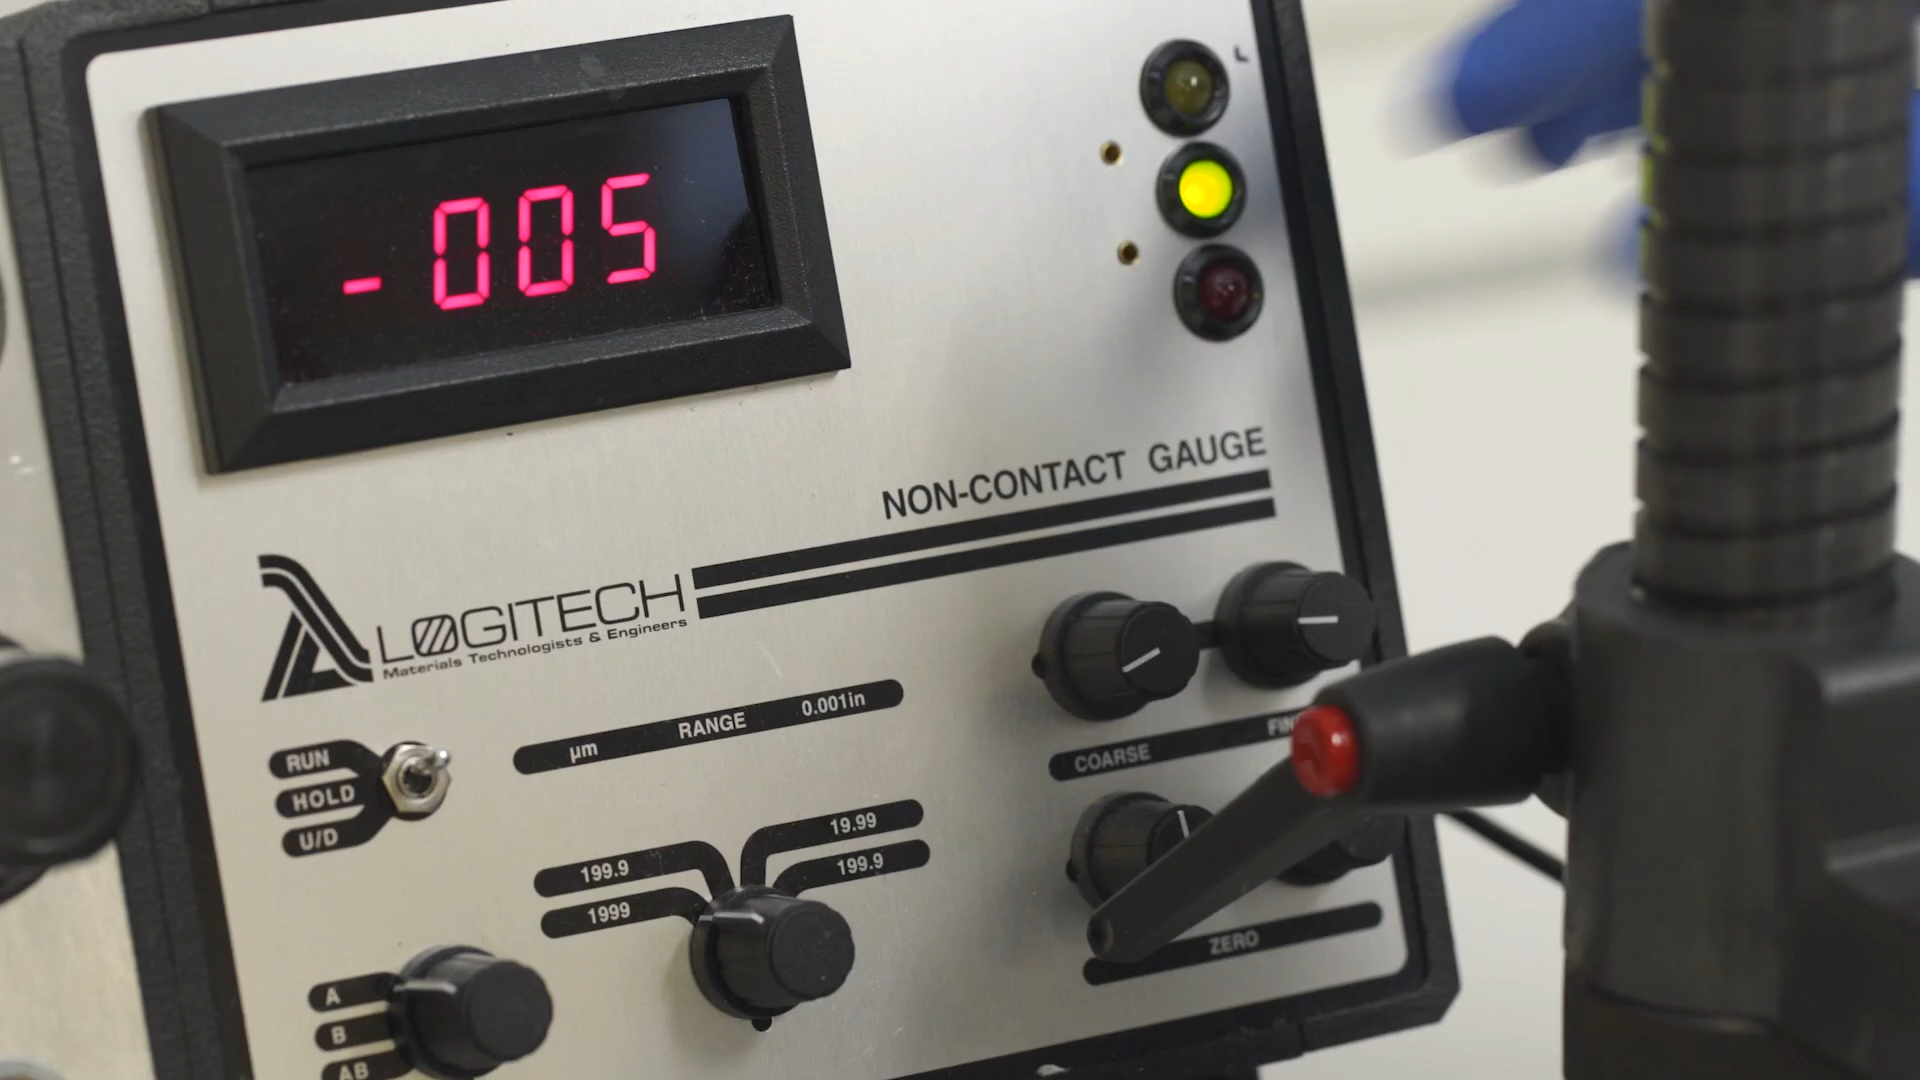 -005
L
NON-CONTACT GAUGE
LOGITECH
Materials Technologists & Engineers
µm RANGE 0.001in
RUN
HOLD
U/D
COARSE
199.9
1999
19.99
199.9
ZERO
A
B
AB